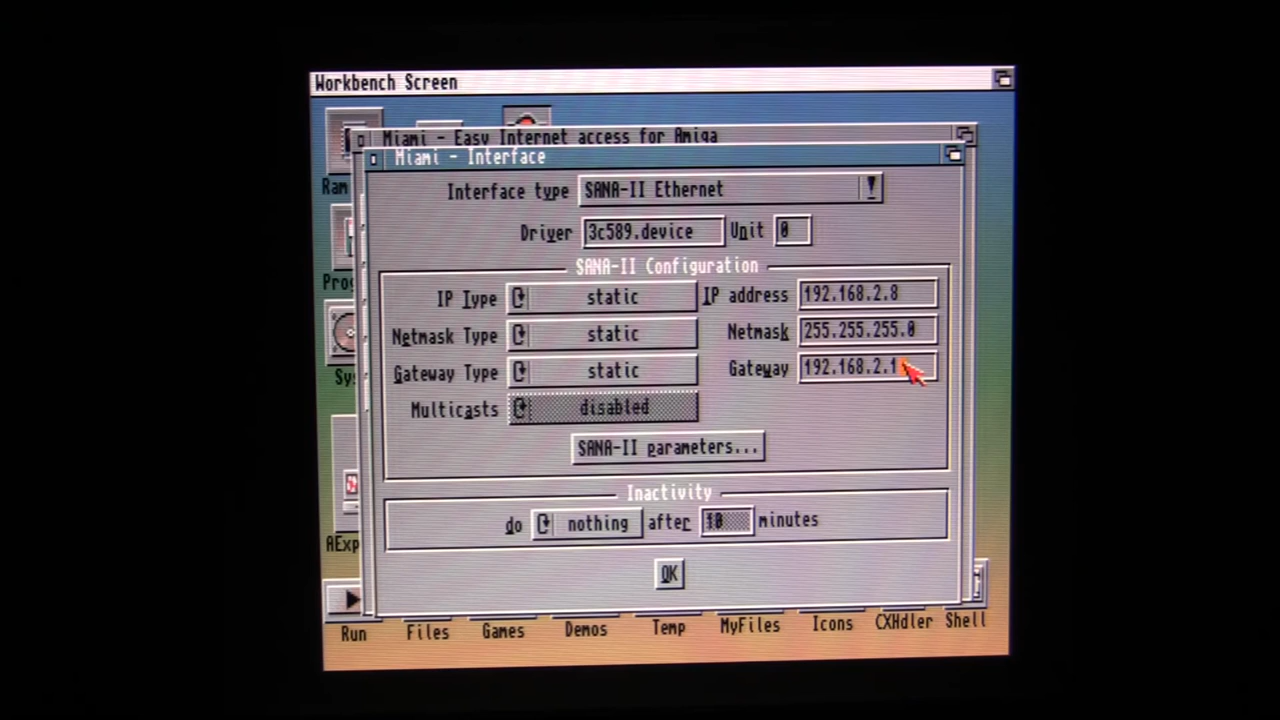 Workbench Screen
Miami - Easy Internet access for Amiga
Miami - Interface
Interface type SANA-II Ethernet
Driver 3c589.device Unit 0
SANA-II Configuration
IP Type static IP address 192.168.2.8
Netmask Type static Netmask 255.255.255.0
Gateway Type static Gateway 192.168.2.1
Multicasts disabled
SANA-II parameters...
Inactivity
do nothing after 10 minutes
OK
Ram
Prog
Sys
AExp
Run Files Games Demos Temp MyFiles Icons CXHdler Shell